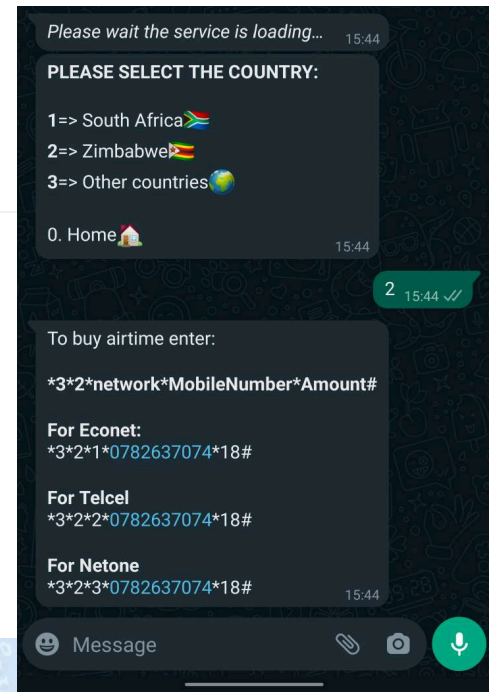 Please wait the service is loading... 15:44
PLEASE SELECT THE COUNTRY:
1=> South Africa🇿🇦
2=> Zimbabwe🇿🇼
3=> Other countries🌍
0. Home🏠
15:44
2 15:44
To buy airtime enter:
*3*2*network*MobileNumber*Amount#
For Econet:
*3*2*1*0782637074*18#
For Telcel
*3*2*2*0782637074*18#
For Netone
*3*2*3*0782637074*18#
15:44
Message